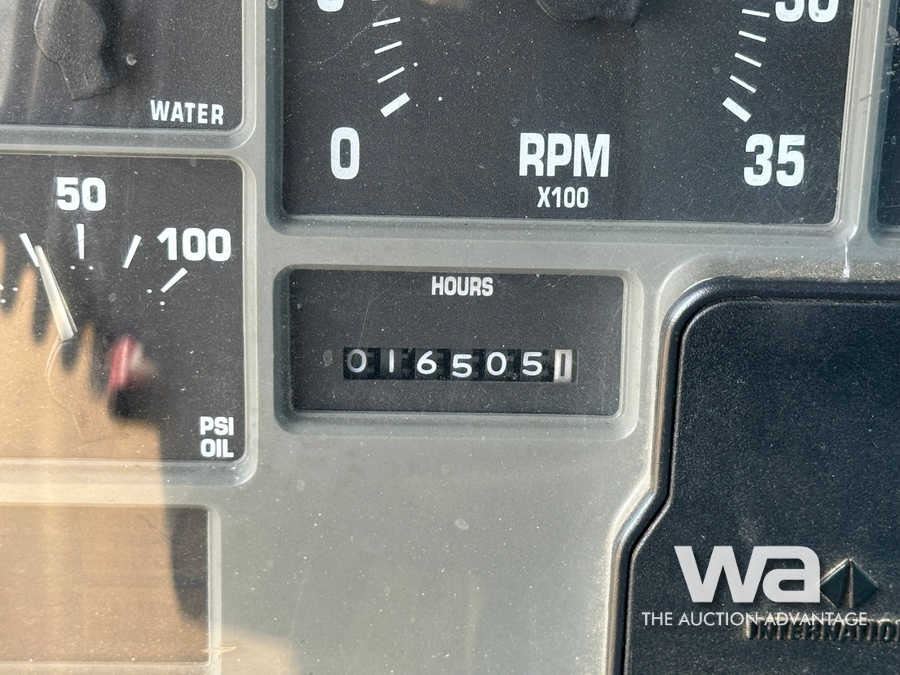 WATER
50
100
PSI
OIL
0
RPM
X100
35
HOURS
0165051
wa
THE AUCTION ADVANTAGE